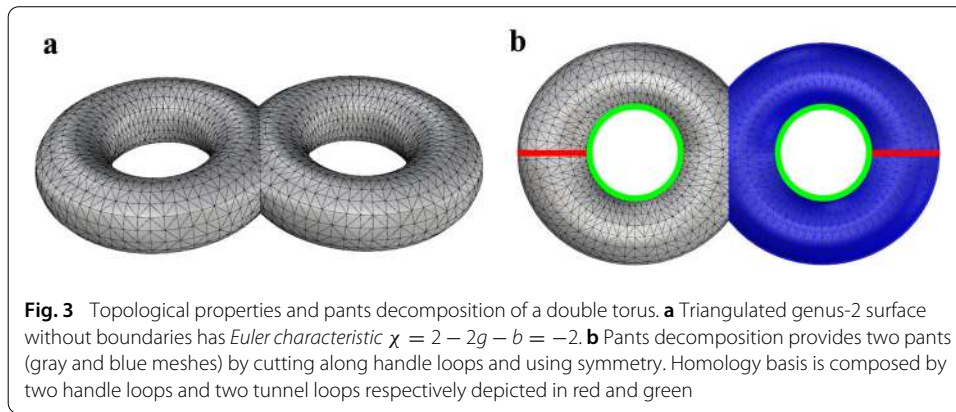 a
b
Fig. 3 Topological properties and pants decomposition of a double torus. a Triangulated genus-2 surface
without boundaries has Euler characteristic χ = 2 − 2g − b = −2. b Pants decomposition provides two pants
(gray and blue meshes) by cutting along handle loops and using symmetry. Homology basis is composed by
two handle loops and two tunnel loops respectively depicted in red and green